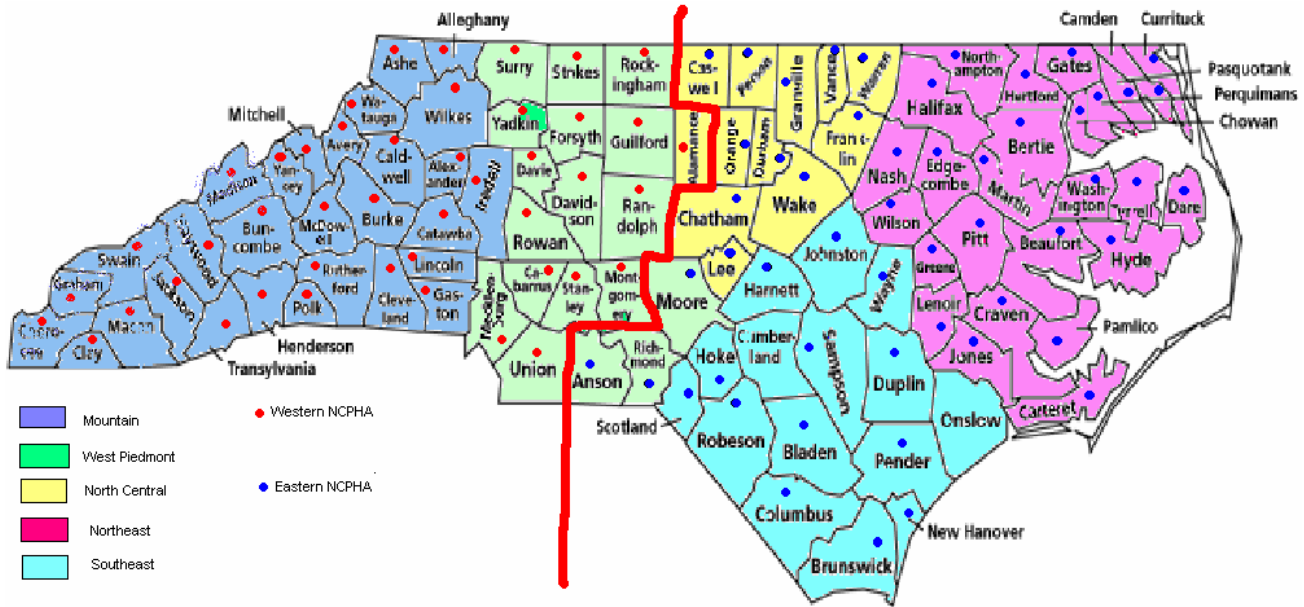 Alleghany
Camden
Currituck
Ashe
Surry
Stokes
Rock-
ingham
Cas-
well
Person
Granville
Vance
Warren
North-
ampton
Gates
Pasquotank
Perquimans
Chowan
Hertford
Halifax
Mitchell
Wa-
tauga
Wilkes
Yadkin
Forsyth
Guilford
Alamance
Orange
Durham
Frank-
lin
Bertie
Avery
Cald-
well
Alex-
ander
Iredell
Davie
Nash
Edge-
combe
Martin
Wash-
ington
Tyrrell
Dare
Madison
Yan-
cey
Burke
Catawba
David-
son
Ran-
dolph
Chatham
Wake
Wilson
Pitt
Beaufort
Hyde
Swain
Haywood
Bun-
combe
McDow-
ell
Rowan
Lee
Johnston
Wayne
Greene
Graham
Jackson
Ruther
ford
Lincoln
Ca-
barrus
Stan-
ley
Mont-
gom-
ery
Moore
Harnett
Lenoir
Craven
Pamlico
Chero-
kee
Macon
Clay
Polk
Cleve-
land
Gas-
ton
Mecklen-
burg
Henderson
Transylvania
Union
Anson
Rich-
mond
Hoke
Cumber-
land
Sampson
Duplin
Jones
Carteret
Onslow
Scotland
Robeson
Bladen
Pender
Columbus
New Hanover
Brunswick
Mountain
West Piedmont
North Central
Northeast
Southeast
Western NCPHA
Eastern NCPHA